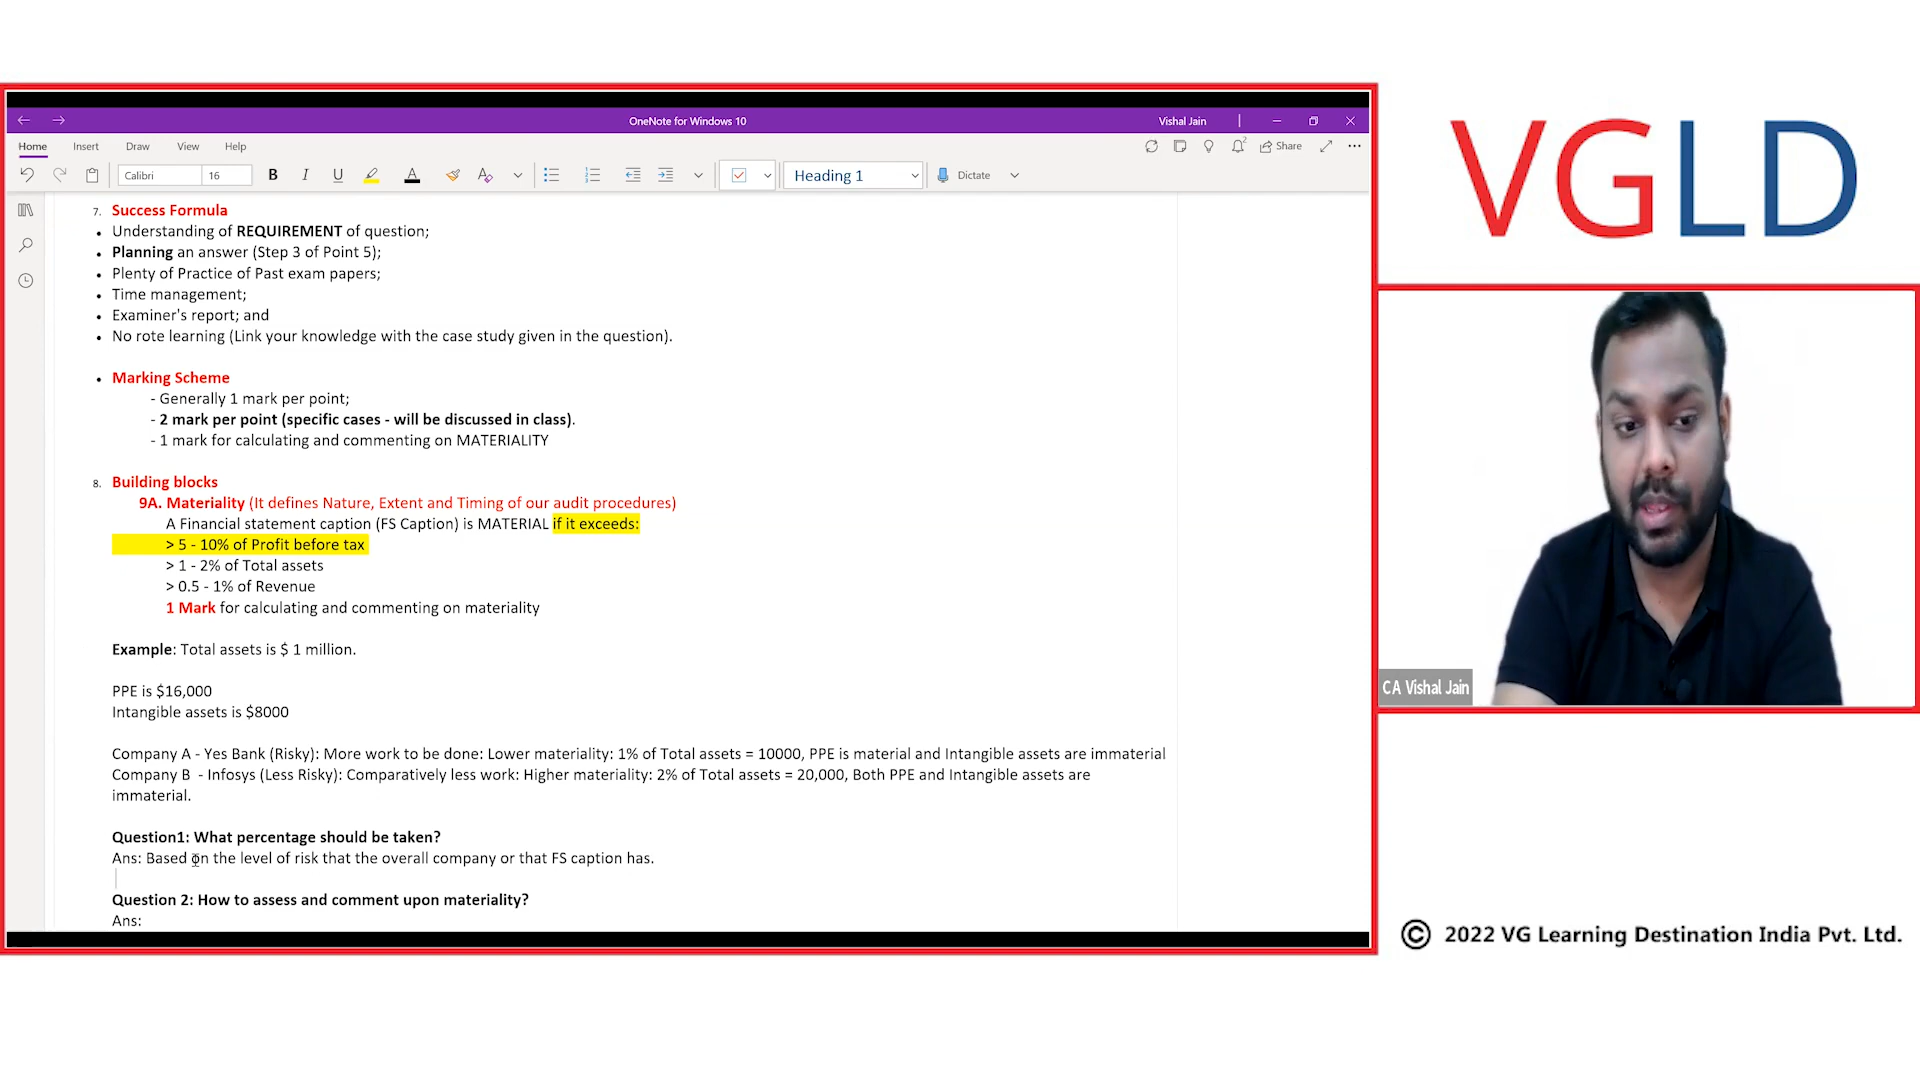 OneNote for Windows 10
Vishal Jain
Home Insert Draw View Help
Share
Calibri 16 B I U A Heading 1 Dictate
7. Success Formula
• Understanding of REQUIREMENT of question;
• Planning an answer (Step 3 of Point 5);
• Plenty of Practice of Past exam papers;
• Time management;
• Examiner's report; and
• No rote learning (Link your knowledge with the case study given in the question).
• Marking Scheme
- Generally 1 mark per point;
- 2 mark per point (specific cases - will be discussed in class).
- 1 mark for calculating and commenting on MATERIALITY
8. Building blocks
9A. Materiality (It defines Nature, Extent and Timing of our audit procedures)
A Financial statement caption (FS Caption) is MATERIAL if it exceeds:
> 5 - 10% of Profit before tax
> 1 - 2% of Total assets
> 0.5 - 1% of Revenue
1 Mark for calculating and commenting on materiality
Example: Total assets is $ 1 million.
PPE is $16,000
Intangible assets is $8000
Company A - Yes Bank (Risky): More work to be done: Lower materiality: 1% of Total assets = 10000, PPE is material and Intangible assets are immaterial
Company B - Infosys (Less Risky): Comparatively less work: Higher materiality: 2% of Total assets = 20,000, Both PPE and Intangible assets are
immaterial.
Question1: What percentage should be taken?
Ans: Based on the level of risk that the overall company or that FS caption has.
Question 2: How to assess and comment upon materiality?
Ans:
VGLD
CA Vishal Jain
© 2022 VG Learning Destination India Pvt. Ltd.